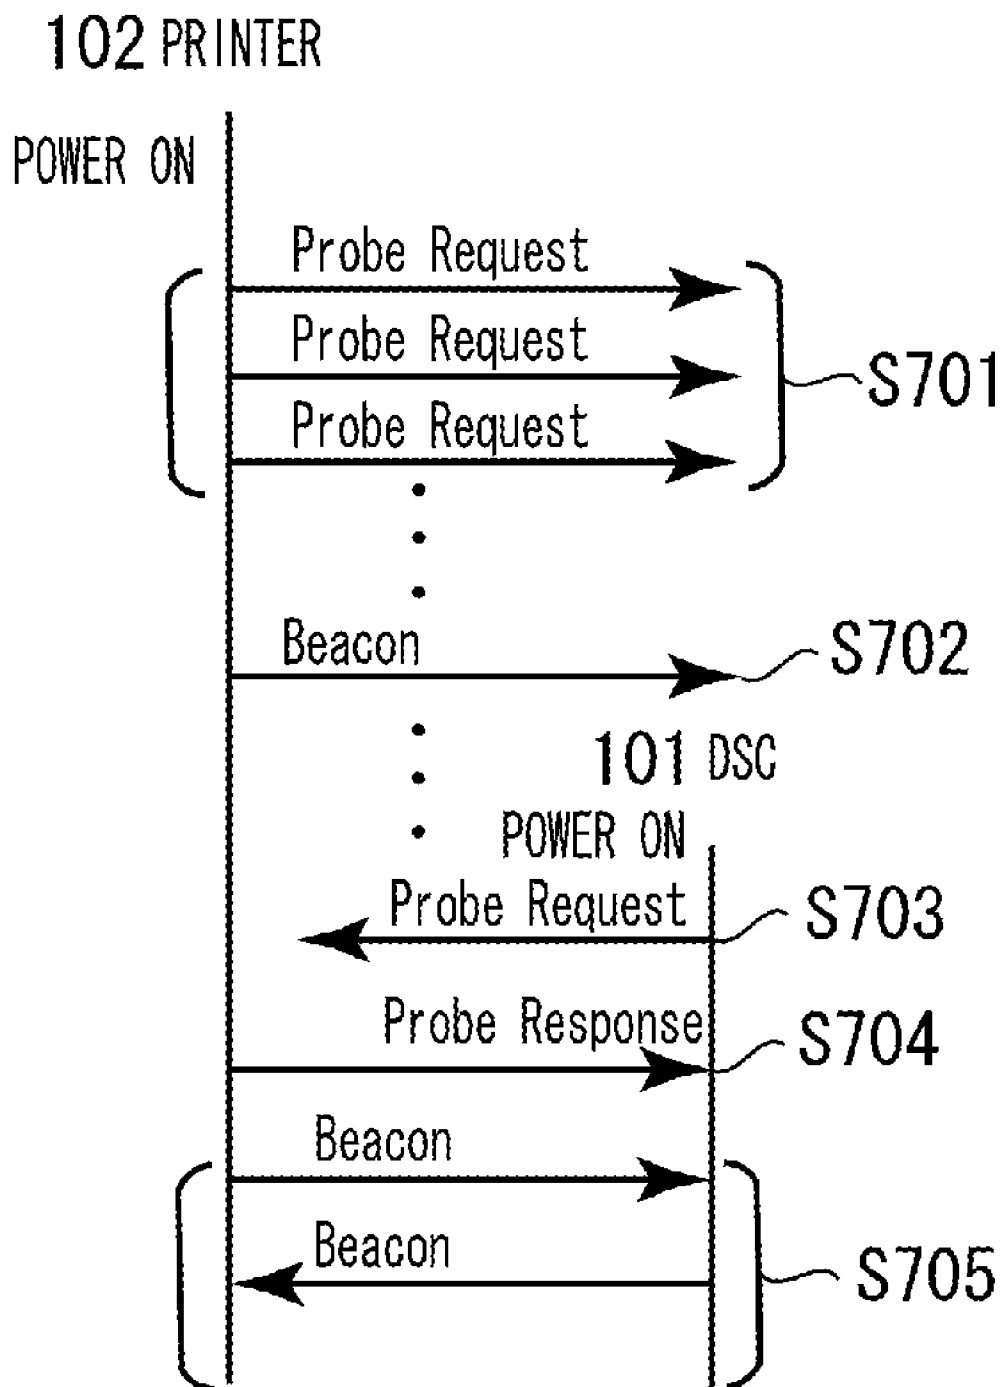 102 PRINTER
POWER ON
Probe Request
Probe Request
S701
Probe Request
Beacon
S702
101 DSC
POWER ON
Probe Request
S703
Probe Response
S704
Beacon
Beacon
S705